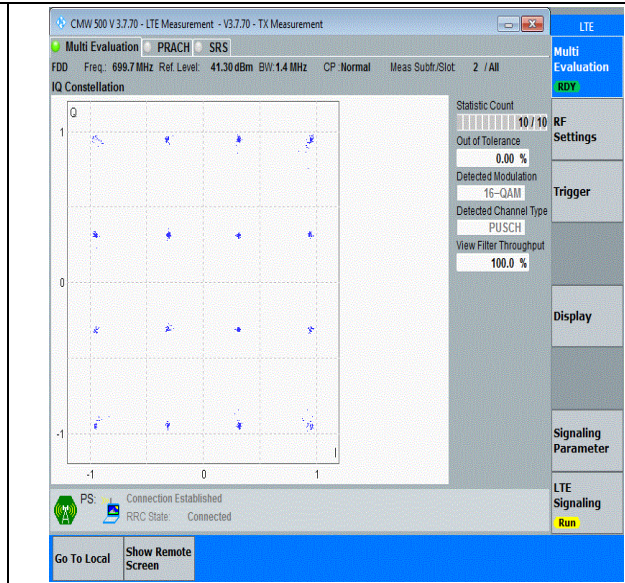 CMW 500 V 3.7.70 - LTE Measurement - V3.7.70 - TX Measurement
LTE
Multi Evaluation PRACH SRS
FDD Freq.: 699.7 MHz Ref. Level: 41.30 dBm BW: 1.4 MHz CP :Normal Meas Subfr./Slot: 2 / All
IQ Constellation
Q
1
0
-1
I
-1 0 1
Statistic Count
10 / 10
Out of Tolerance
0.00 %
Detected Modulation
16-QAM
Detected Channel Type
PUSCH
View Filter Throughput
100.0 %
Multi
Evaluation
RDY
RF
Settings
Trigger
Display
Signaling
Parameter
LTE
Signaling
Run
PS: Connection Established
RRC State: Connected
Go To Local
Show Remote
Screen